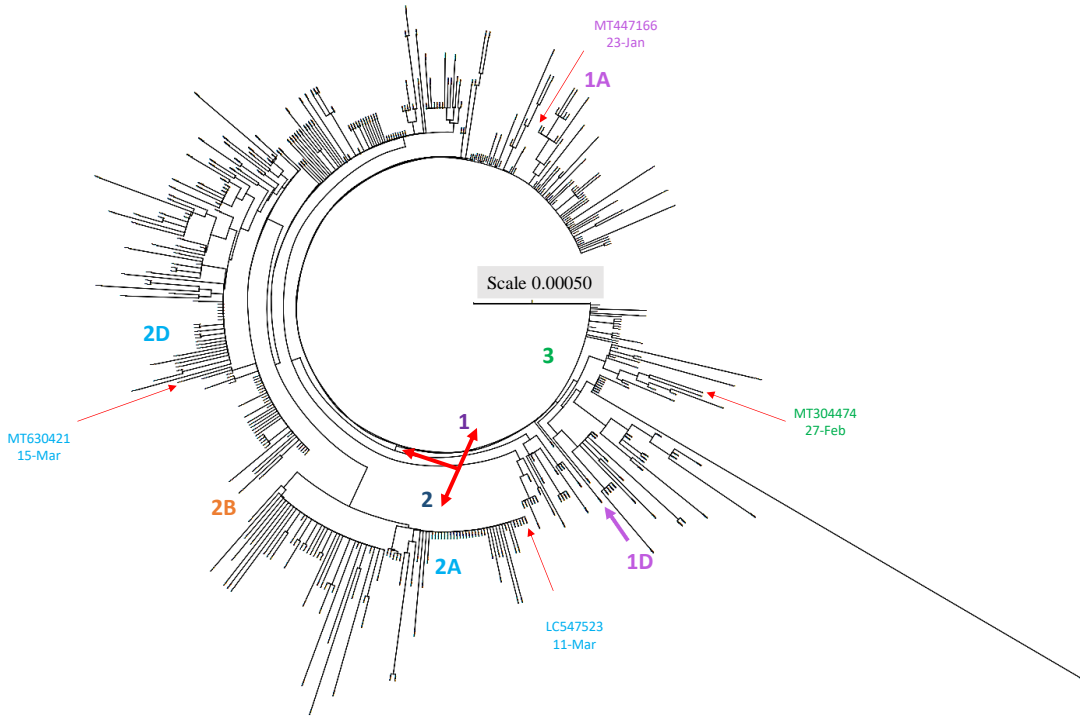 MT447166
23-Jan
1A
Scale 0.00050
2D
3
MT304474
27-Feb
1
MT630421
15-Mar
2
2B
2A
1D
LC547523
11-Mar